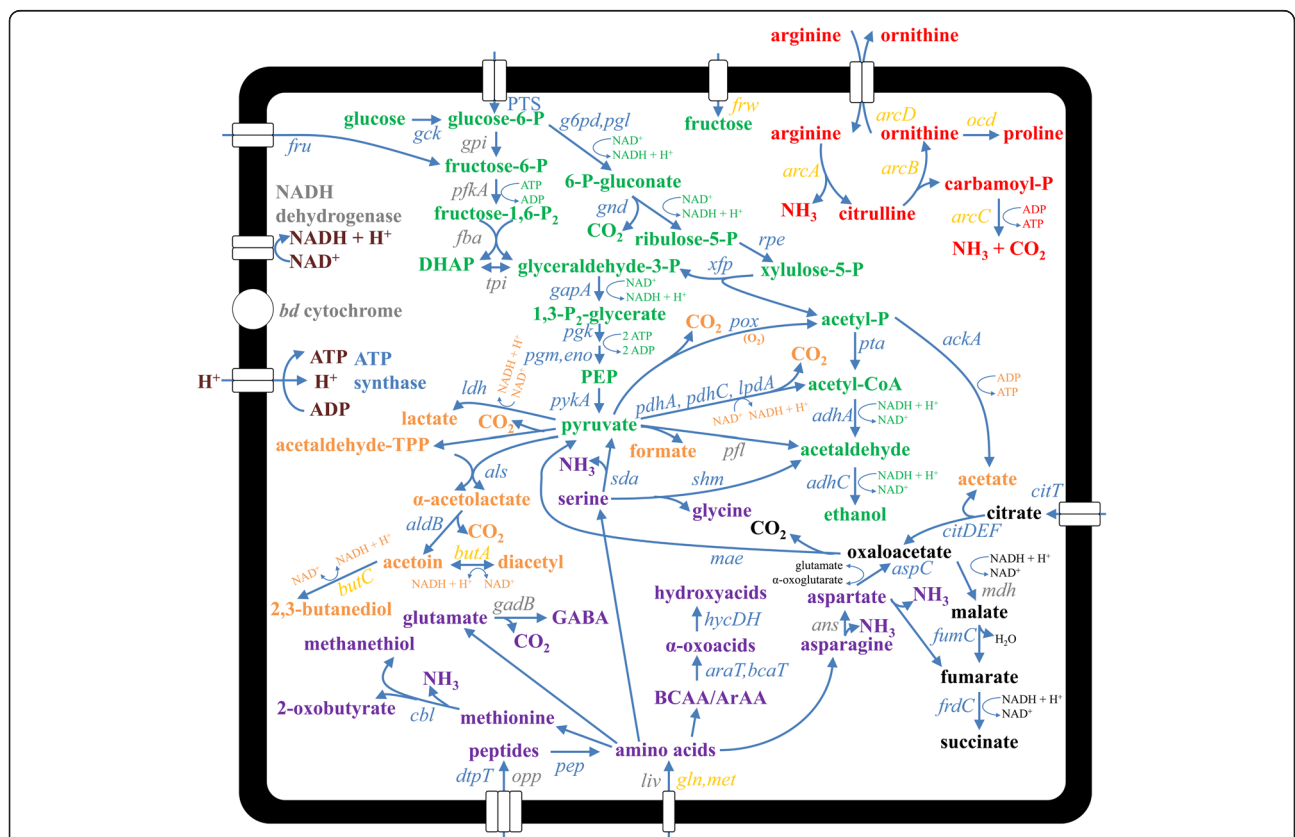 arginine
ornithine
PTS
frw
glucose
gck
glucose-6-P
g6pd,pgl
fructose
arcD
arginine
ornithine
ocd
proline
fru
gpi
NAD⁺
NADH + H⁺
fructose-6-P
arcA
arcB
6-P-gluconate
carbamoyl-P
NADH
dehydrogenase
pfkA
ATP
ADP
NAD⁺
NADH + H⁺
NH₃
citrulline
arcC
ADP
ATP
fructose-1,6-P₂
gnd
CO₂
NADH + H⁺
NAD⁺
fba
ribulose-5-P
rpe
NH₃ + CO₂
DHAP
tpi
glyceraldehyde-3-P
xfp
xylulose-5-P
gapA
NAD⁺
NADH + H⁺
bd cytochrome
1,3-P₂-glycerate
CO₂
pox
(O₂)
acetyl-P
pgk
2 ATP
2 ADP
pgm,eno
pta
ackA
H⁺
ATP
H⁺
ADP
ATP
synthase
NADH + H⁺
NAD⁺
PEP
CO₂
acetyl-CoA
ADP
ATP
ldh
pykA
pdhA, pdhC, lpdA
NAD⁺
NADH + H⁺
adhA
NADH + H⁺
NAD⁺
lactate
CO₂
pyruvate
acetaldehyde-TPP
formate
pfl
acetaldehyde
als
NH₃
sda
shm
adhC
NADH + H⁺
NAD⁺
acetate
citT
α-acetolactate
serine
glycine
ethanol
citrate
aldB
CO₂
CO₂
citDEF
acetoin
butA
diacetyl
mae
oxaloacetate
NADH + H⁺
NAD⁺
butC
NADH + H⁺
NAD⁺
glutamate
α-oxoglutarate
aspC
NADH + H⁺
NAD⁺
mdh
2,3-butanediol
hydroxyacids
aspartate
NH₃
malate
glutamate
gadB
GABA
CO₂
hycDH
ans
NH₃
fumC
H₂O
methanethiol
α-oxoacids
asparagine
araT,bcaT
fumarate
NH₃
2-oxobutyrate
cbl
BCAA/ArAA
frdC
NADH + H⁺
NAD⁺
methionine
succinate
peptides
pep
amino acids
dtpT
opp
liv
gln,met